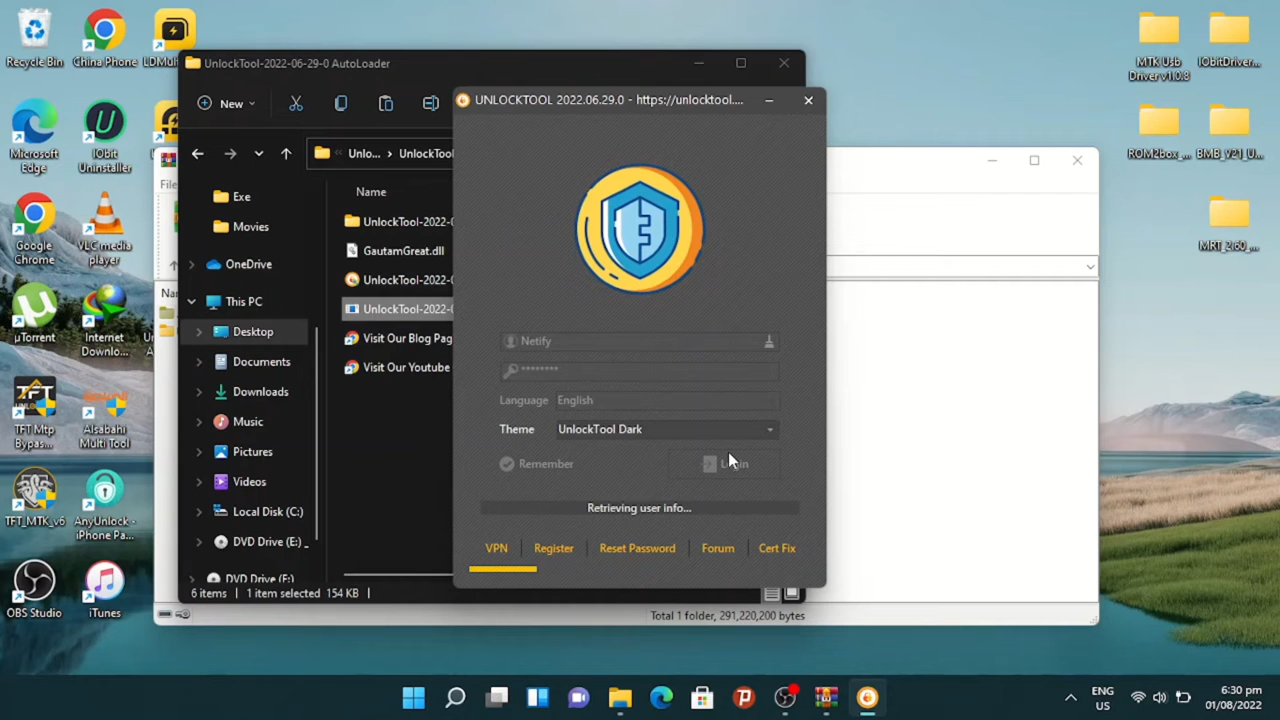 Recycle Bin
China Phone
LDMul
Microsoft
Edge
IObit
Uninstaller
Google
Chrome
VLC media
player
µTorrent
Internet
Downlo...
TFT Mtp
Bypas...
Alsabahi
Multi Tool
TFT_MTK_v6
AnyUnlock -
iPhone Pa...
OBS Studio
iTunes
UnlockTool-2022-06-29-0 AutoLoader
New
Unlo... › UnlockTool
Exe
Movies
OneDrive
This PC
Desktop
Documents
Downloads
Music
Pictures
Videos
Local Disk (C:)
DVD Drive (E:) _
DVD Drive (E:)
Name
UnlockTool-2022-0
GautamGreat.dll
UnlockTool-2022-0
UnlockTool-2022-0
Visit Our Blog Pag
Visit Our Youtube
6 items
1 item selected 154 KB
File
Total 1 folder, 291,220,200 bytes
UNLOCKTOOL 2022.06.29.0 - https://unlocktool....
Netify
********
Language English
Theme UnlockTool Dark
Remember
Login
Retrieving user info...
VPN
Register
Reset Password
Forum
Cert Fix
MTK Usb
Driver v1.0.8
IObitDriver...
ROM2box_...
BMB_V21_U...
MRT_2!60_...
ENG
US
6:30 pm
01/08/2022